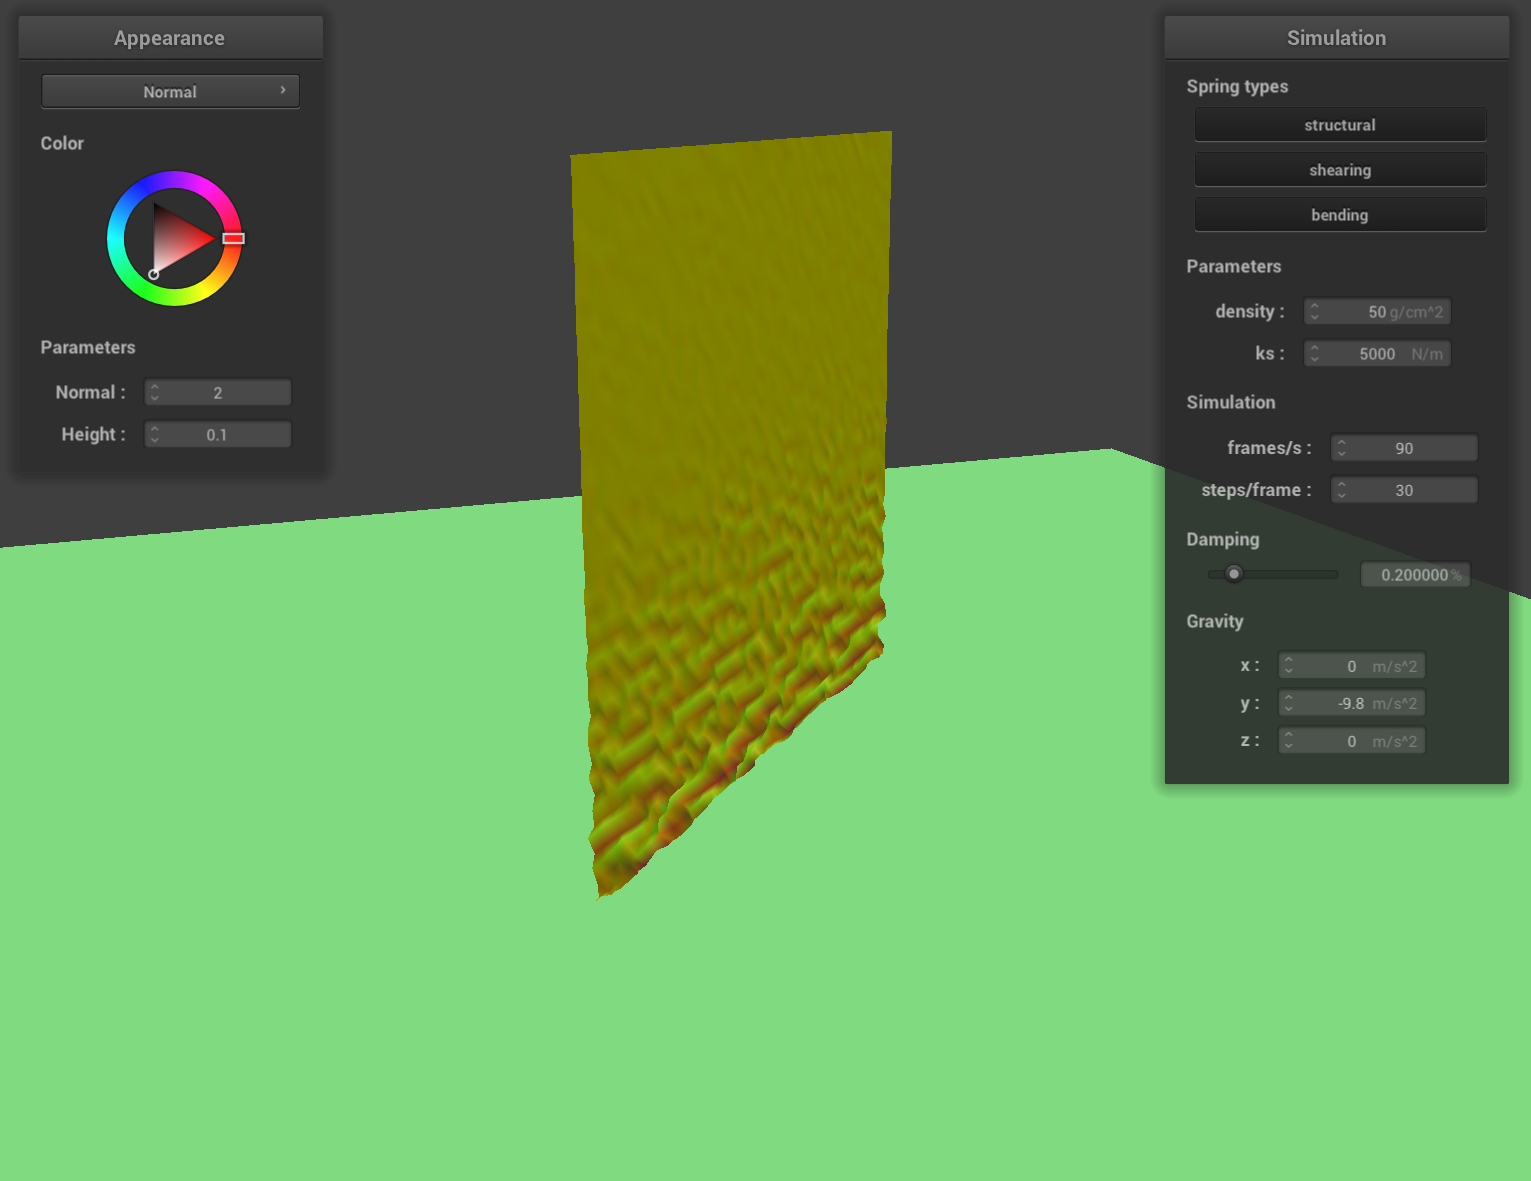 Appearance
Normal ›
Color
Parameters
Normal : 2
Height : 0.1
Simulation
Spring types
structural
shearing
bending
Parameters
density : 50 g/cm^2
ks : 5000 N/m
Simulation
frames/s : 90
steps/frame : 30
Damping
0.200000 %
Gravity
x : 0 m/s^2
y : -9.8 m/s^2
z : 0 m/s^2